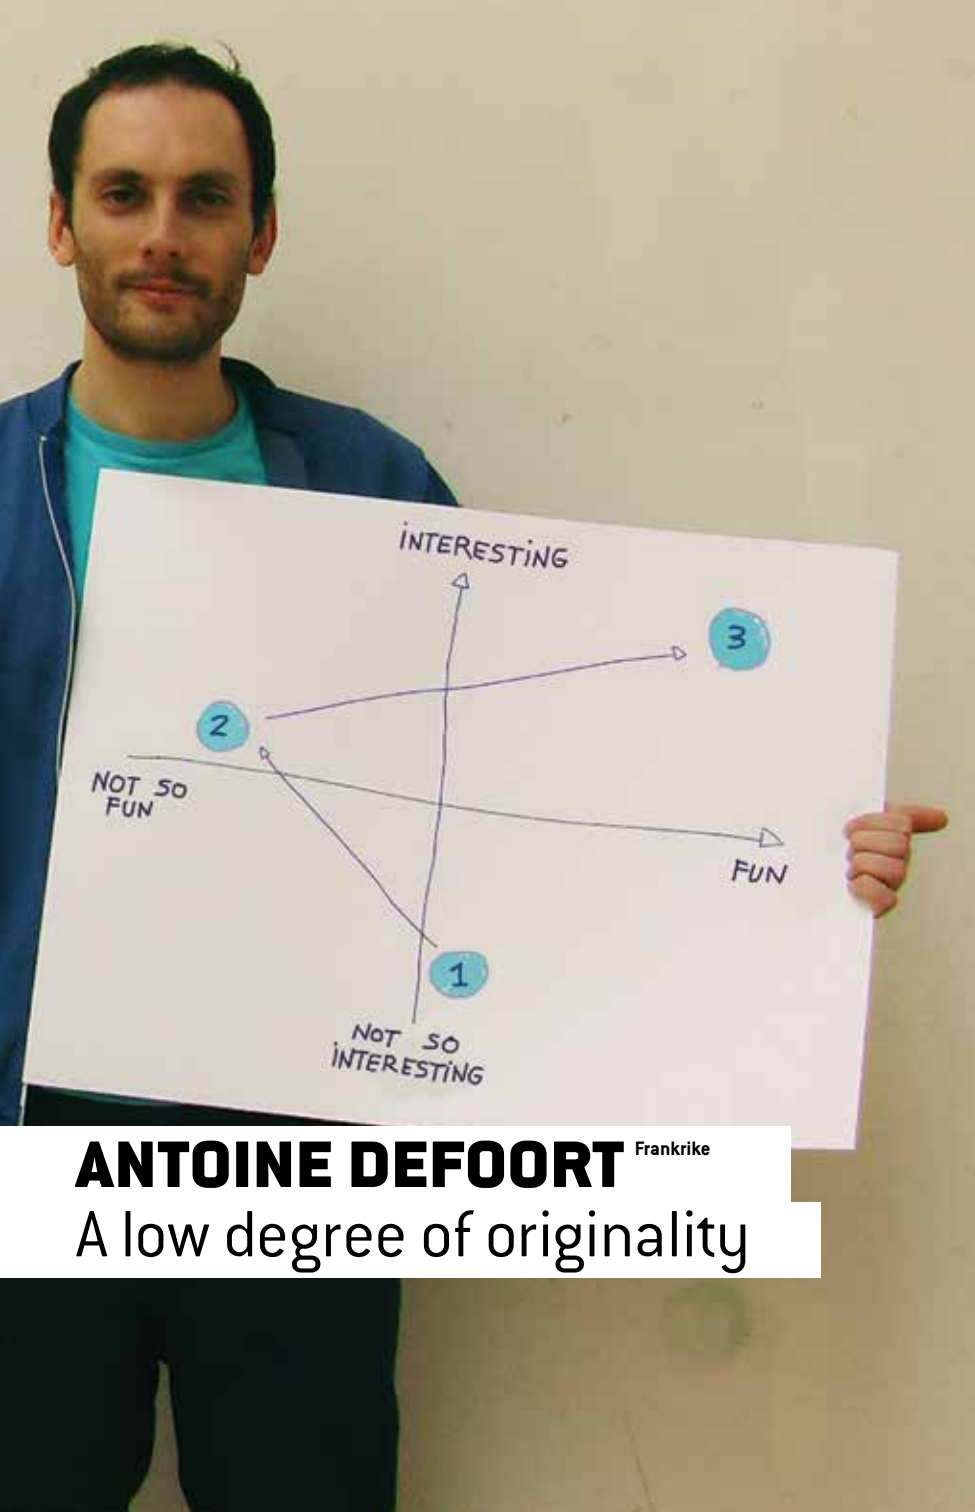 iNTERESTiNG
3
2
NOT SO
FUN
FUN
1
NOT SO
iNTERESTiNG
ANTOINE DEFOORT Frankrike
A low degree of originality